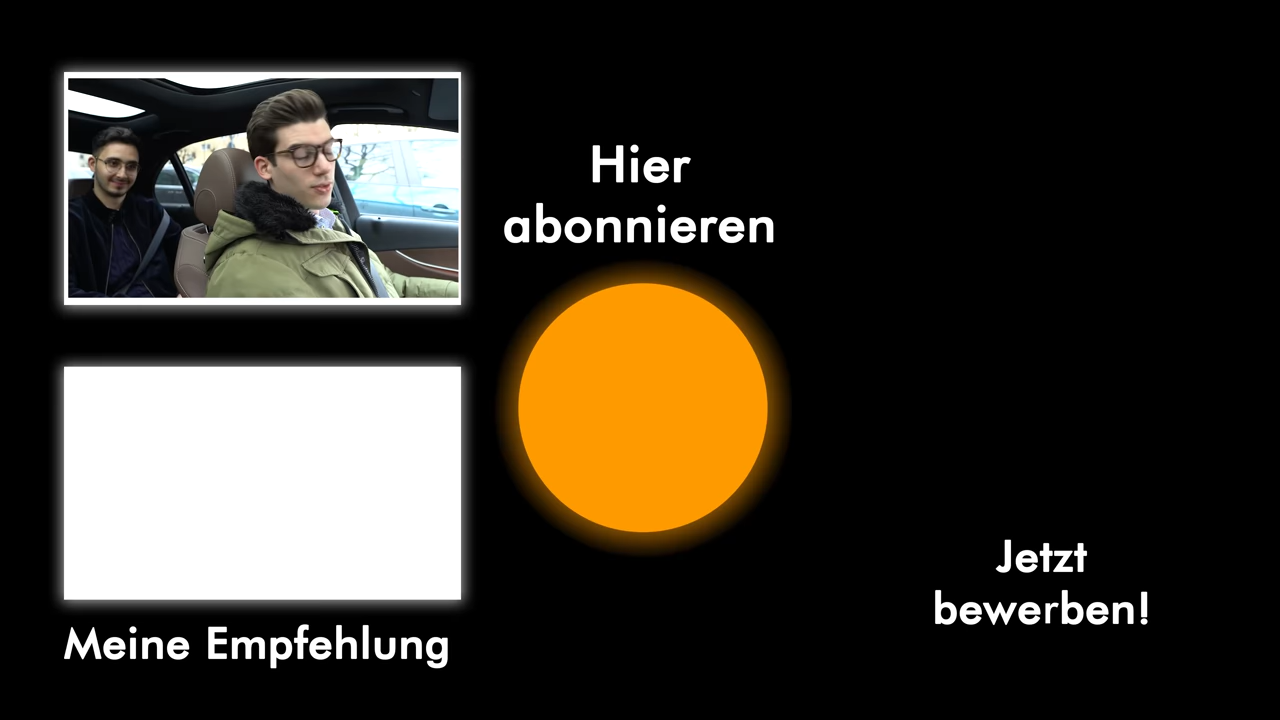 Hier
abonnieren
Meine Empfehlung
Jetzt
bewerben!